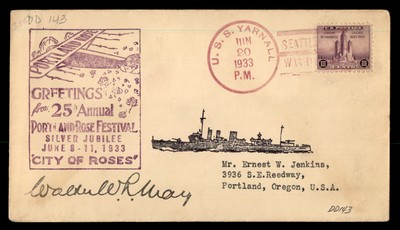 DD 143
GREETINGS
from 25th Annual
PORTLAND ROSE FESTIVAL
SILVER JUBILEE
JUNE 8-11, 1933
"CITY OF ROSES"
U.S.S. YARNALL
JUN
20
1933
P.M.
SEATTLE
WASH
Mr. Ernest W. Jenkins,
3936 S.E.Reedway,
Portland, Oregon, U.S.A.
DD143